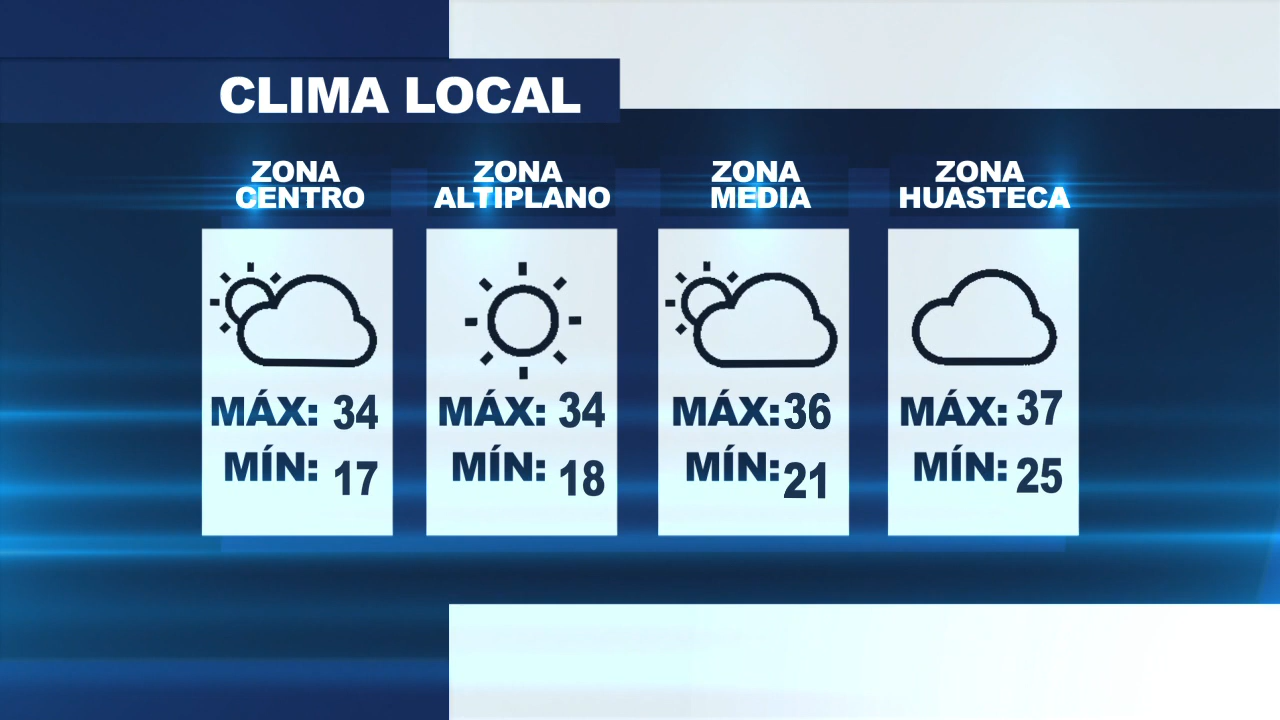 CLIMA LOCAL
ZONA
CENTRO
MÁX: 34
MÍN: 17
ZONA
ALTIPLANO
MÁX: 34
MÍN: 18
ZONA
MEDIA
MÁX: 36
MÍN: 21
ZONA
HUASTECA
MÁX: 37
MÍN: 25